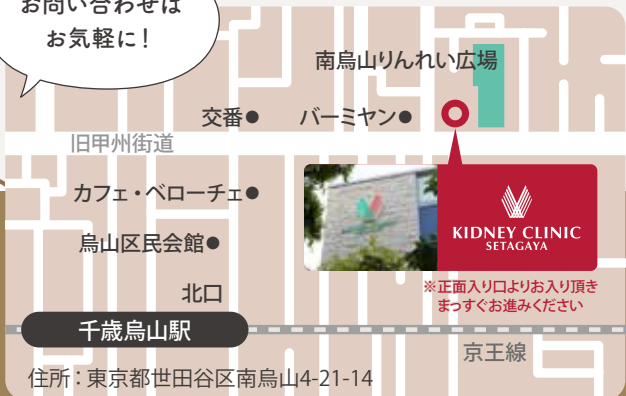 お問い合わせは
お気軽に！
南烏山りんれい広場
交番●
バーミヤン●
旧甲州街道
カフェ・ベローチェ●
烏山区民会館●
KIDNEY CLINIC
SETAGAYA
※正面入り口よりお入り頂き
まっすぐお進みください
北口
千歳烏山駅
京王線
住所：東京都世田谷区南烏山4-21-14